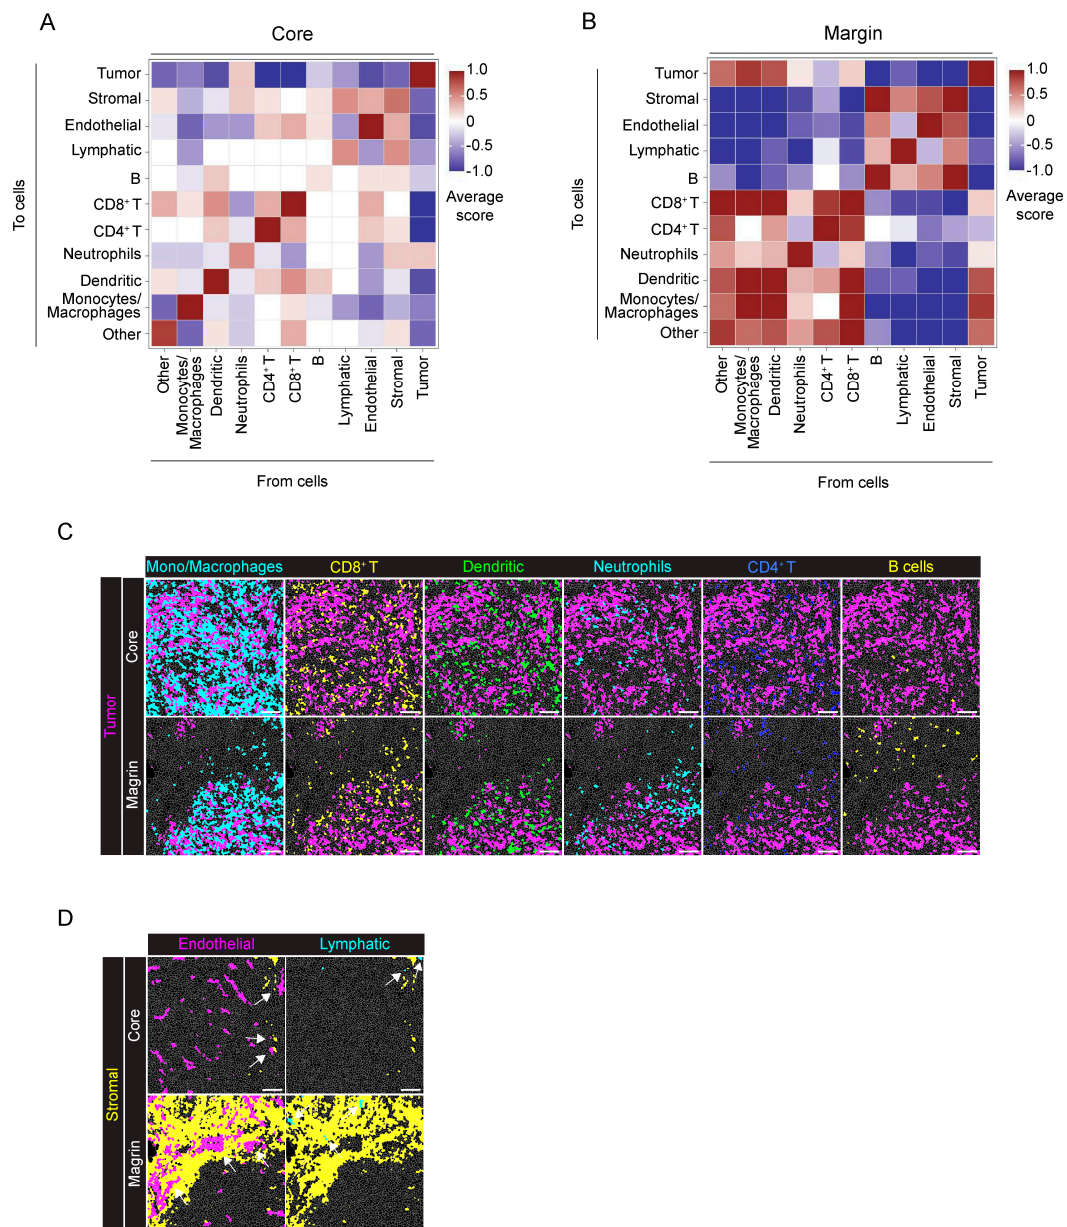 A
Core
To cells
Tumor
Stromal
Endothelial
Lymphatic
B
CD8⁺ T
CD4⁺ T
Neutrophils
Dendritic
Monocytes/
Macrophages
Other
Other
Monocytes/
Macrophages
Dendritic
Neutrophils
CD4⁺ T
CD8⁺ T
B
Lymphatic
Endothelial
Stromal
Tumor
From cells
1.0
0.5
0
-0.5
-1.0
Average
score
B
Margin
To cells
Tumor
Stromal
Endothelial
Lymphatic
B
CD8⁺ T
CD4⁺ T
Neutrophils
Dendritic
Monocytes/
Macrophages
Other
Other
Monocytes/
Macrophages
Dendritic
Neutrophils
CD4⁺ T
CD8⁺ T
B
Lymphatic
Endothelial
Stromal
Tumor
From cells
1.0
0.5
0
-0.5
-1.0
Average
score
C
Mono/Macrophages
CD8⁺ T
Dendritic
Neutrophils
CD4⁺ T
B cells
Tumor
Core
Magrin
D
Endothelial
Lymphatic
Stromal
Core
Magrin